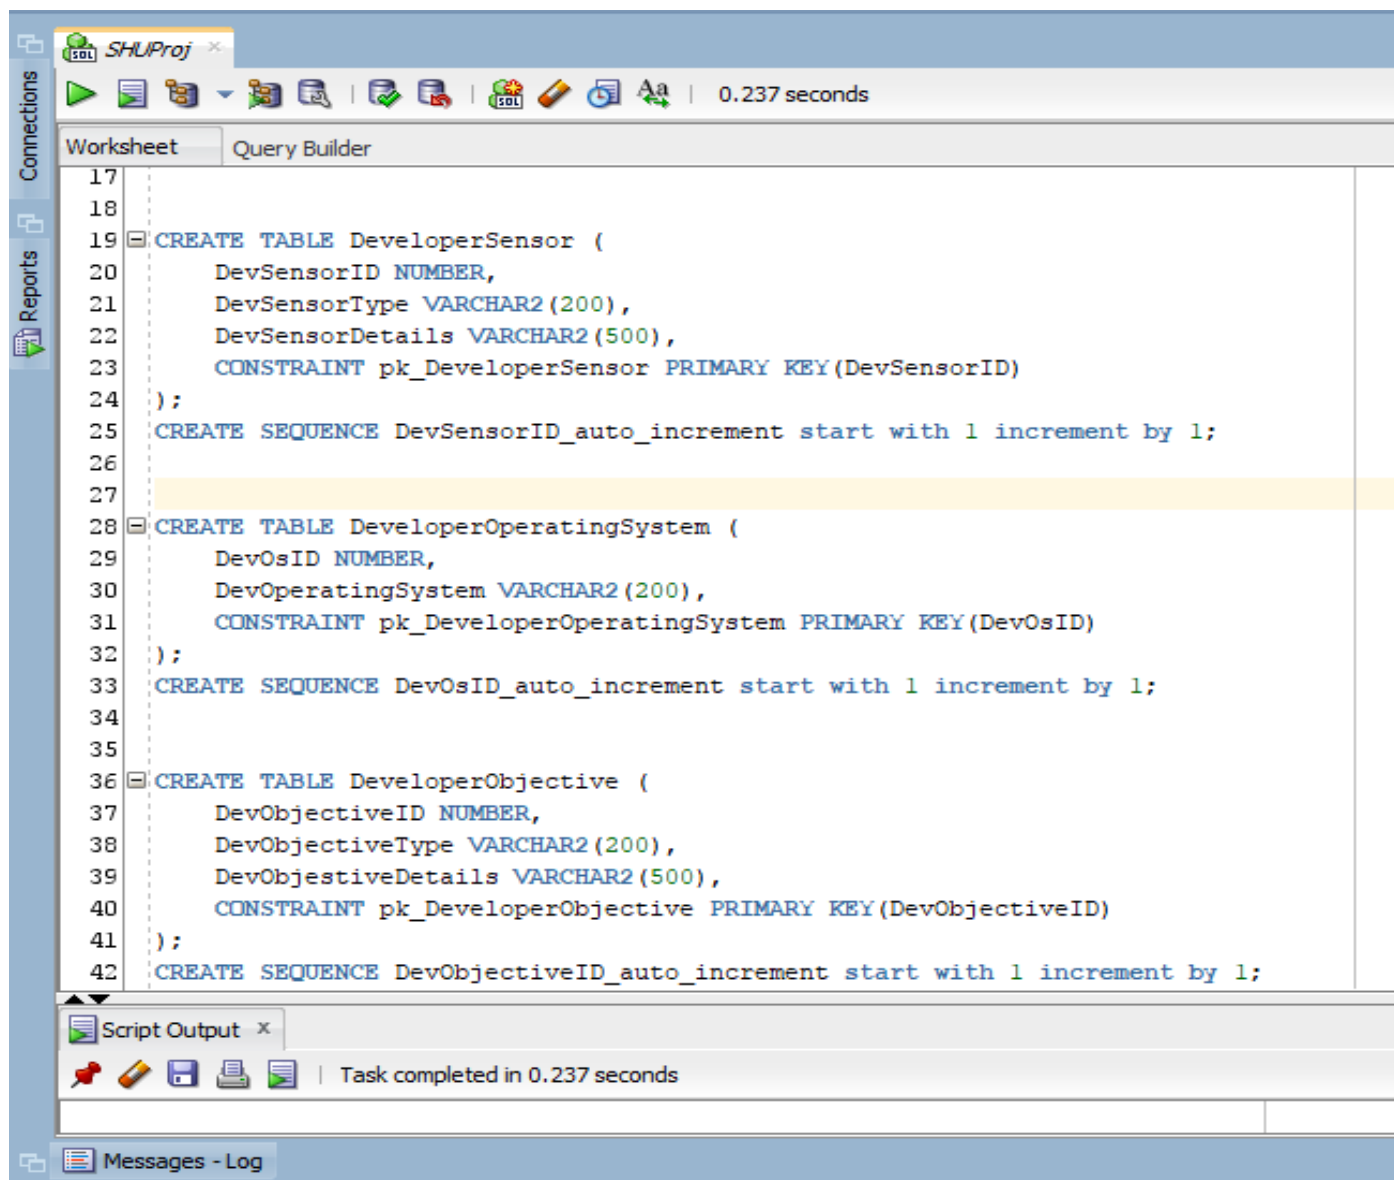 SHUProj
Connections
Reports
0.237 seconds
Worksheet
Query Builder
17
18
19 CREATE TABLE DeveloperSensor (
20 DevSensorID NUMBER,
21 DevSensorType VARCHAR2(200),
22 DevSensorDetails VARCHAR2(500),
23 CONSTRAINT pk_DeveloperSensor PRIMARY KEY(DevSensorID)
24 );
25 CREATE SEQUENCE DevSensorID_auto_increment start with 1 increment by 1;
26
27
28 CREATE TABLE DeveloperOperatingSystem (
29 DevOsID NUMBER,
30 DevOperatingSystem VARCHAR2(200),
31 CONSTRAINT pk_DeveloperOperatingSystem PRIMARY KEY(DevOsID)
32 );
33 CREATE SEQUENCE DevOsID_auto_increment start with 1 increment by 1;
34
35
36 CREATE TABLE DeveloperObjective (
37 DevObjectiveID NUMBER,
38 DevObjectiveType VARCHAR2(200),
39 DevObjestiveDetails VARCHAR2(500),
40 CONSTRAINT pk_DeveloperObjective PRIMARY KEY(DevObjectiveID)
41 );
42 CREATE SEQUENCE DevObjectiveID_auto_increment start with 1 increment by 1;
Script Output x
Task completed in 0.237 seconds
Messages - Log